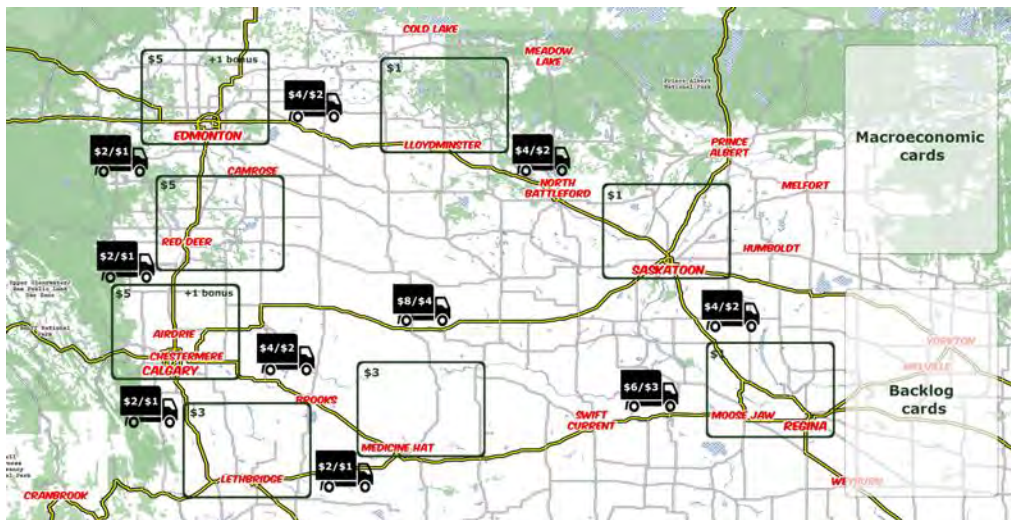 COLD LAKE
MEADOW
LAKE
$5
+1 bonus
$1
$4/$2
Prince Albert
National Park
EDMONTON
LLOYDMINSTER
$4/$2
PRINCE
ALBERT
Macroeconomic
cards
$2/$1
CAMROSE
NORTH
BATTLEFORD
MELFORT
$5
$1
RED DEER
HUMBOLDT
$2/$1
SASKATOON
$5
+1 bonus
$8/$4
$4/$2
AIRDRIE
CHESTERMERE
CALGARY
$4/$2
YORKTON
MELVILLE
$3
$6/$3
Backlog
cards
$2/$1
$3
BROOKS
SWIFT
CURRENT
MOOSE JAW
REGINA
MEDICINE HAT
$2/$1
LETHBRIDGE
CRANBROOK
WEYBURN